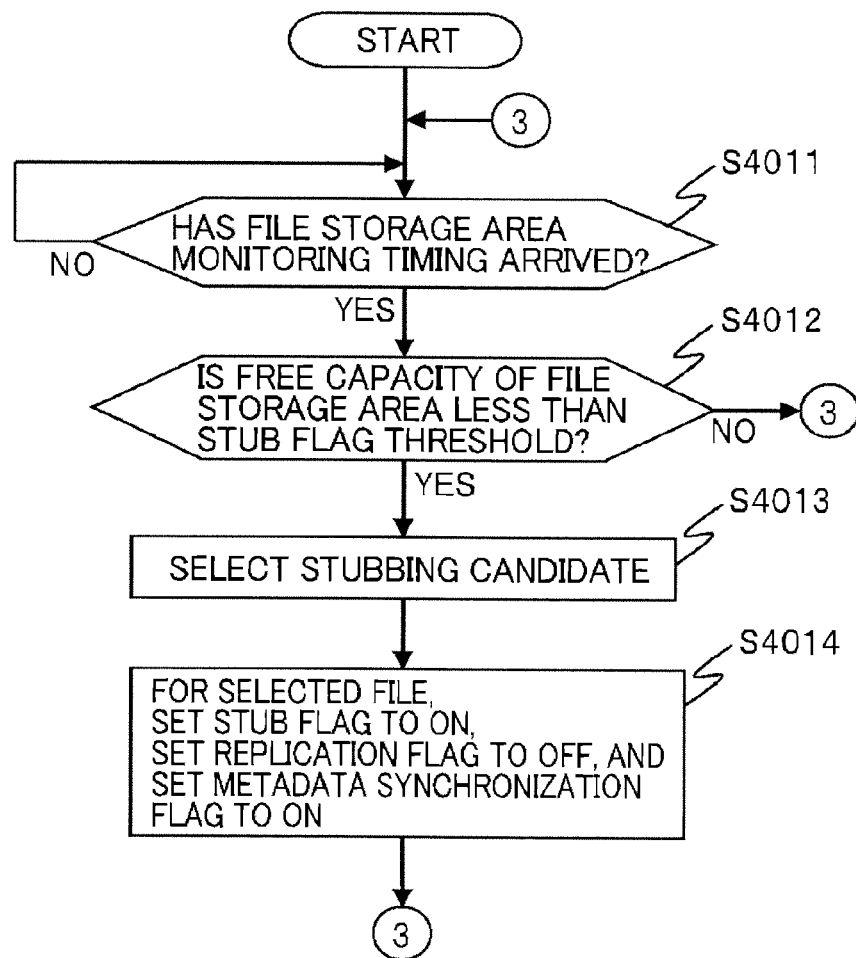 START
3
S4011
HAS FILE STORAGE AREA
MONITORING TIMING ARRIVED?
NO
YES
S4012
IS FREE CAPACITY OF FILE
STORAGE AREA LESS THAN
STUB FLAG THRESHOLD?
NO
3
YES
S4013
SELECT STUBBING CANDIDATE
S4014
FOR SELECTED FILE,
SET STUB FLAG TO ON,
SET REPLICATION FLAG TO OFF, AND
SET METADATA SYNCHRONIZATION
FLAG TO ON
3